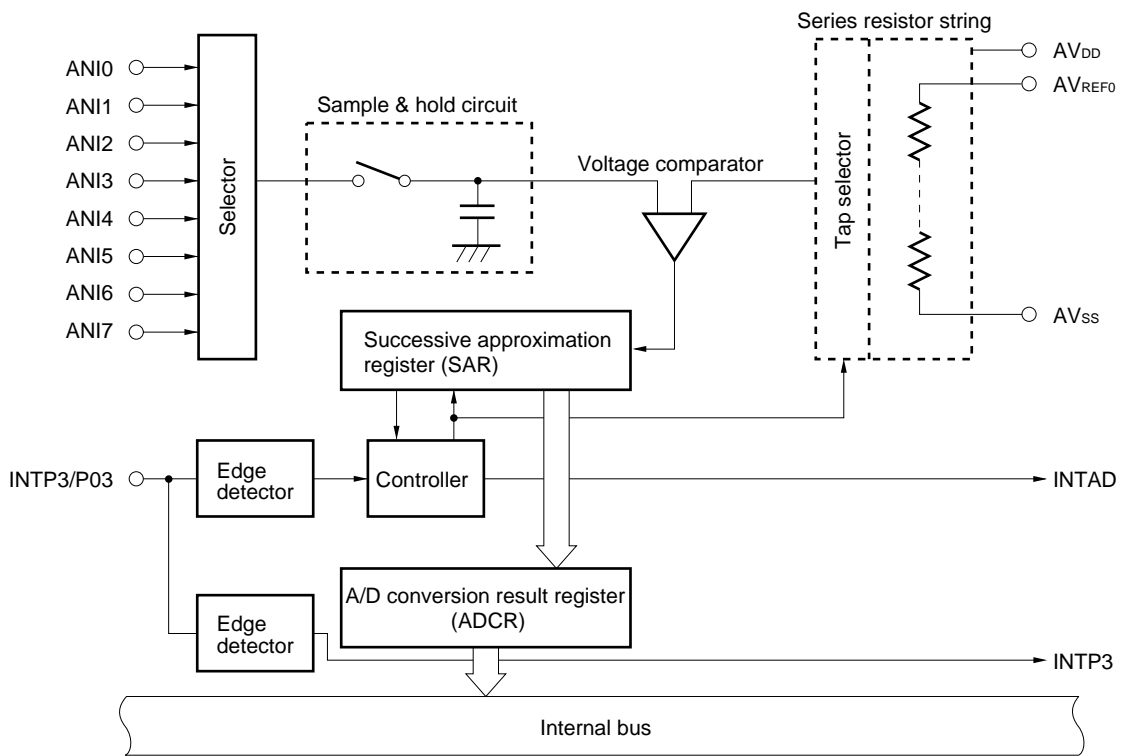 Series resistor string
ANI0
ANI1
ANI2
ANI3
ANI4
ANI5
ANI6
ANI7
Selector
Sample & hold circuit
Voltage comparator
Tap selector
AVDD
AVREF0
AVSS
Successive approximation
register (SAR)
INTP3/P03
Edge
detector
Controller
INTAD
A/D conversion result register
(ADCR)
Edge
detector
INTP3
Internal bus